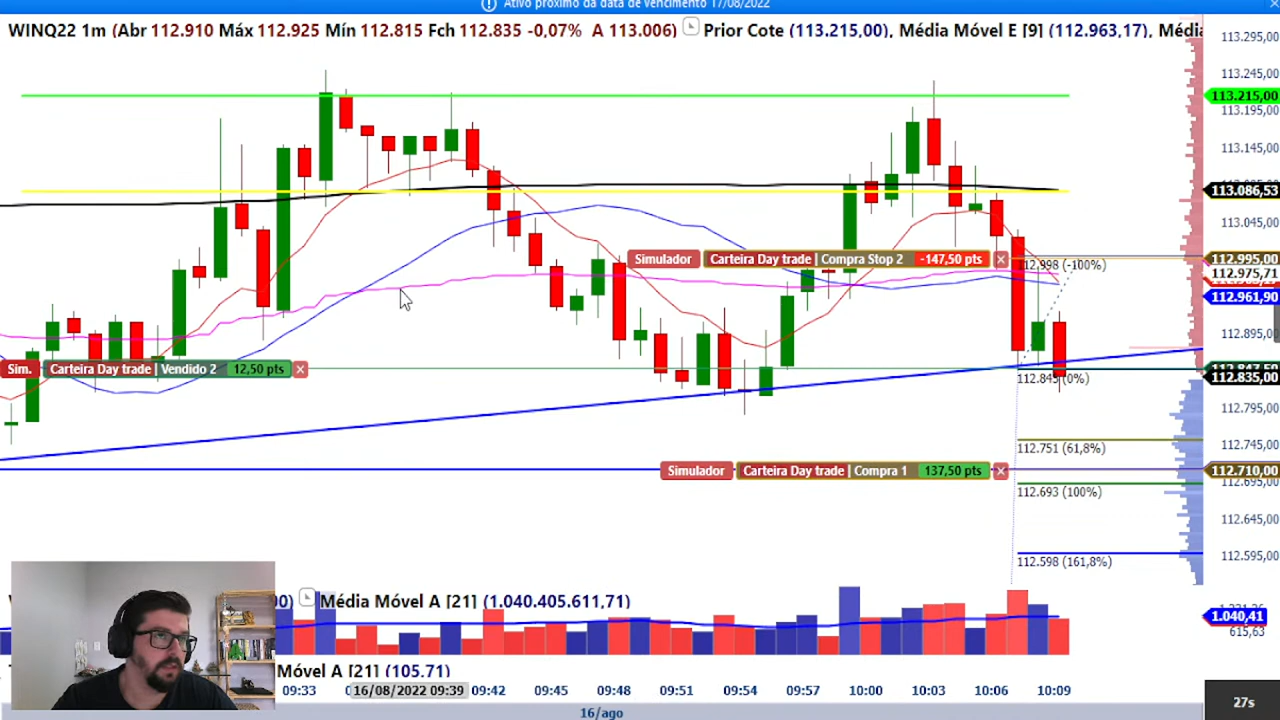 Ativo próximo da data de vencimento 17/08/2022
WINQ22 1m (Abr 112.910 Máx 112.925 Mín 112.815 Fch 112.835 -0,07% A 113.006) Prior Cote (113.215,00), Média Móvel E [9] (112.963,17), Média
113.295,00
113.245,00
113.215,00
113.195,00
113.145,00
113.086,53
113.045,00
Simulador Carteira Day trade | Compra Stop 2 -147,50 pts
112.995,00
112.998 (-100%)
112.975,71
112.961,90
112.895,00
Sim. Carteira Day trade | Vendido 2 12,50 pts
112.835,00
112.845 (0%)
112.795,00
112.751 (61,8%)
112.745,00
Simulador Carteira Day trade | Compra 1 137,50 pts
112.710,00
112.695,00
112.693 (100%)
112.645,00
112.598 (161,8%)
112.595,00
Média Móvel A [21] (1.040.405.611,71)
1.040,41
615,63
Móvel A [21] (105.71)
09:33 16/08/2022 09:39 09:42 09:45 09:48 09:51 09:54 09:57 10:00 10:03 10:06 10:09
27s
16/ago